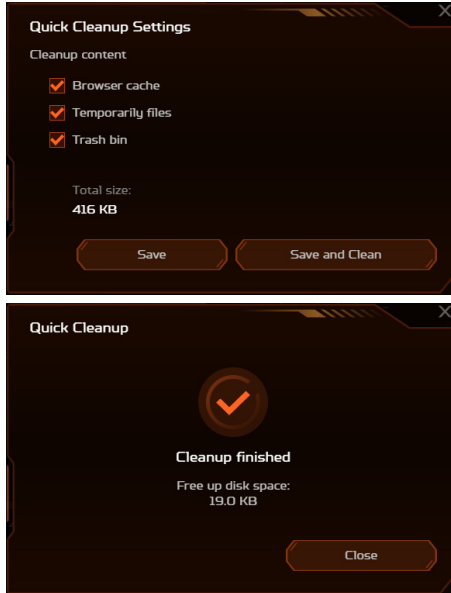 Quick Cleanup Settings
Cleanup content
Browser cache
Temporarily files
Trash bin
Total size:
416 KB
Save
Save and Clean
Quick Cleanup
Cleanup finished
Free up disk space:
19.0 KB
Close